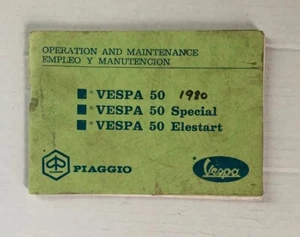 OPERATION AND MAINTENANCE
EMPLEO Y MANUTENCION
VESPA 50 1980
VESPA 50 Special
VESPA 50 Elestart
PIAGGIO
Vespa